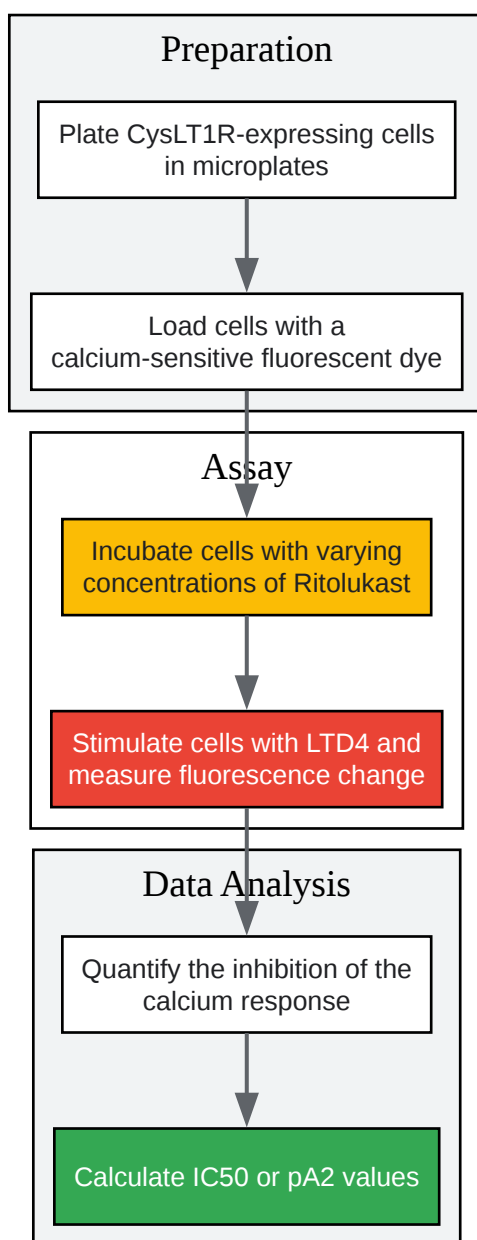 Preparation
Plate CysLT1R-expressing cells
in microplates
Load cells with a
calcium-sensitive fluorescent dye
Assay
Incubate cells with varying
concentrations of Ritolukast
Stimulate cells with LTD4 and
measure fluorescence change
Data Analysis
Quantify the inhibition of the
calcium response
Calculate IC50 or pA2 values